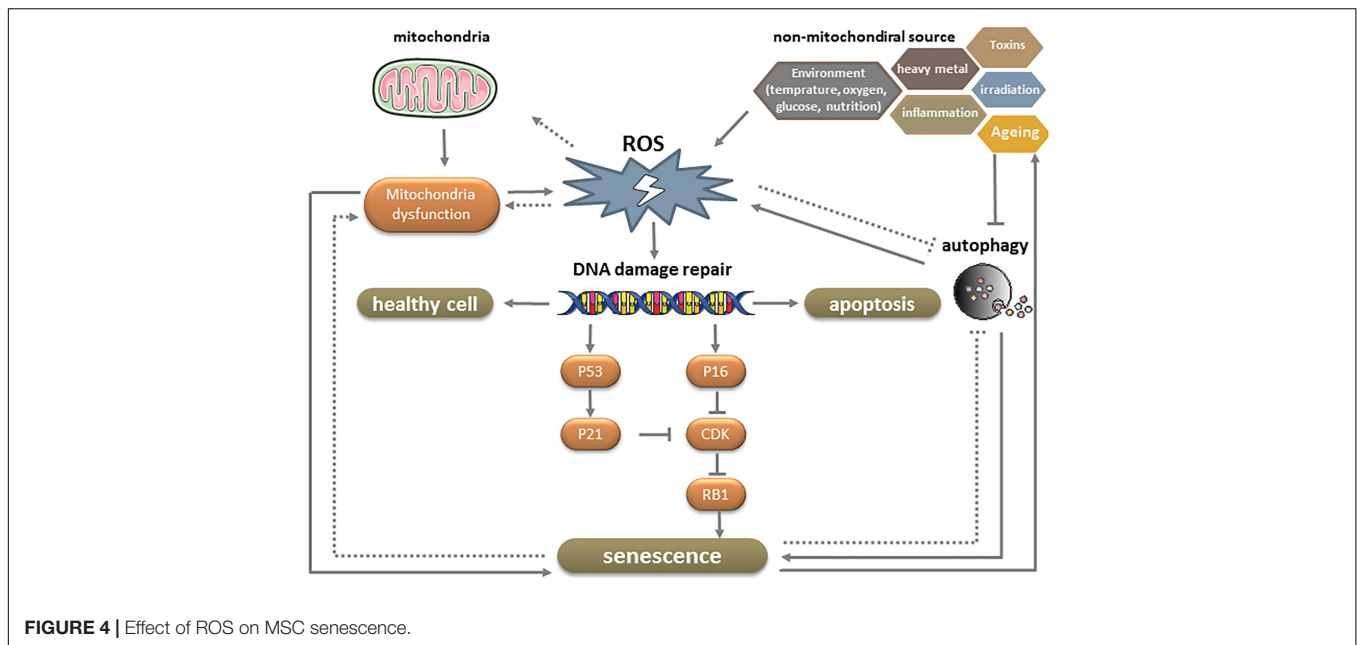 mitochondria
non-mitochondiral source
Toxins
heavy metal
Environment
(temprature, oxygen,
glucose, nutrition)
irradiation
inflammation
Ageing
ROS
Mitochondria
dysfunction
autophagy
DNA damage repair
healthy cell
apoptosis
P53
P16
P21
CDK
RB1
senescence
FIGURE 4 | Effect of ROS on MSC senescence.